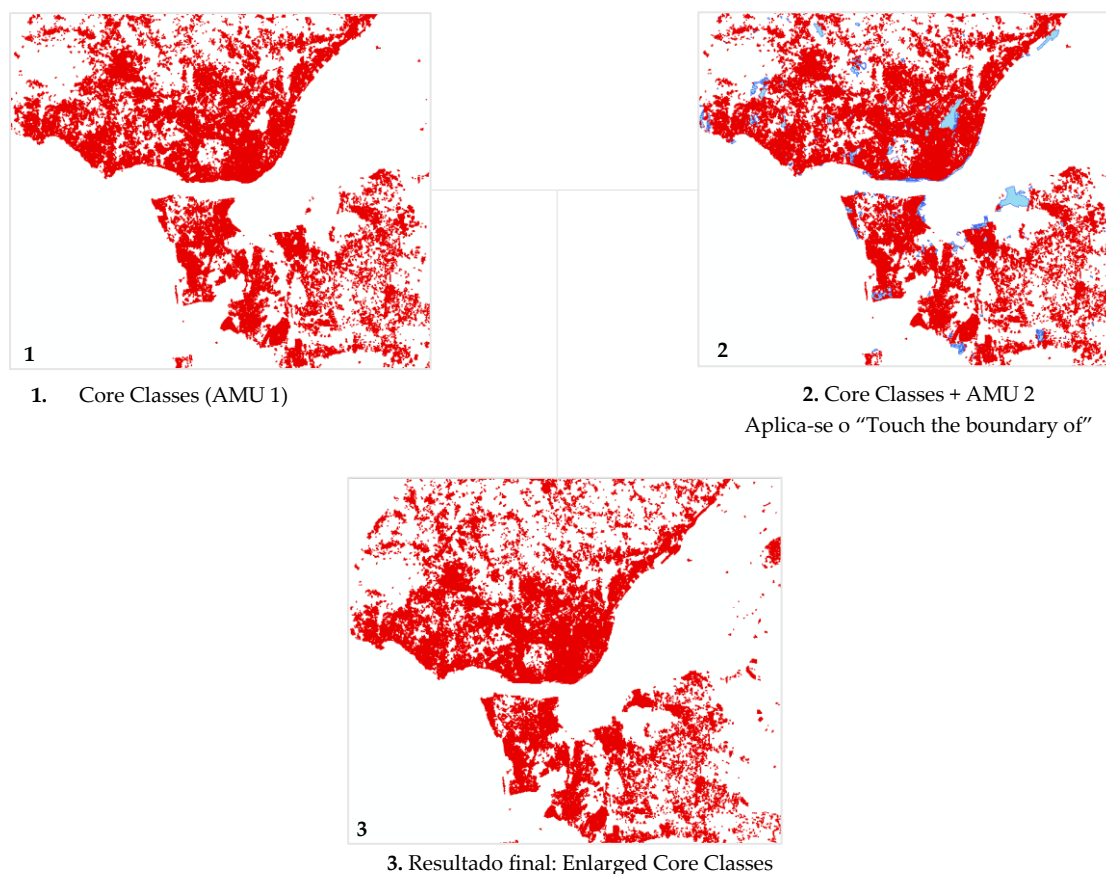 1
2
1. Core Classes (AMU 1)
2. Core Classes + AMU 2
Aplica-se o “Touch the boundary of”
3
3. Resultado final: Enlarged Core Classes